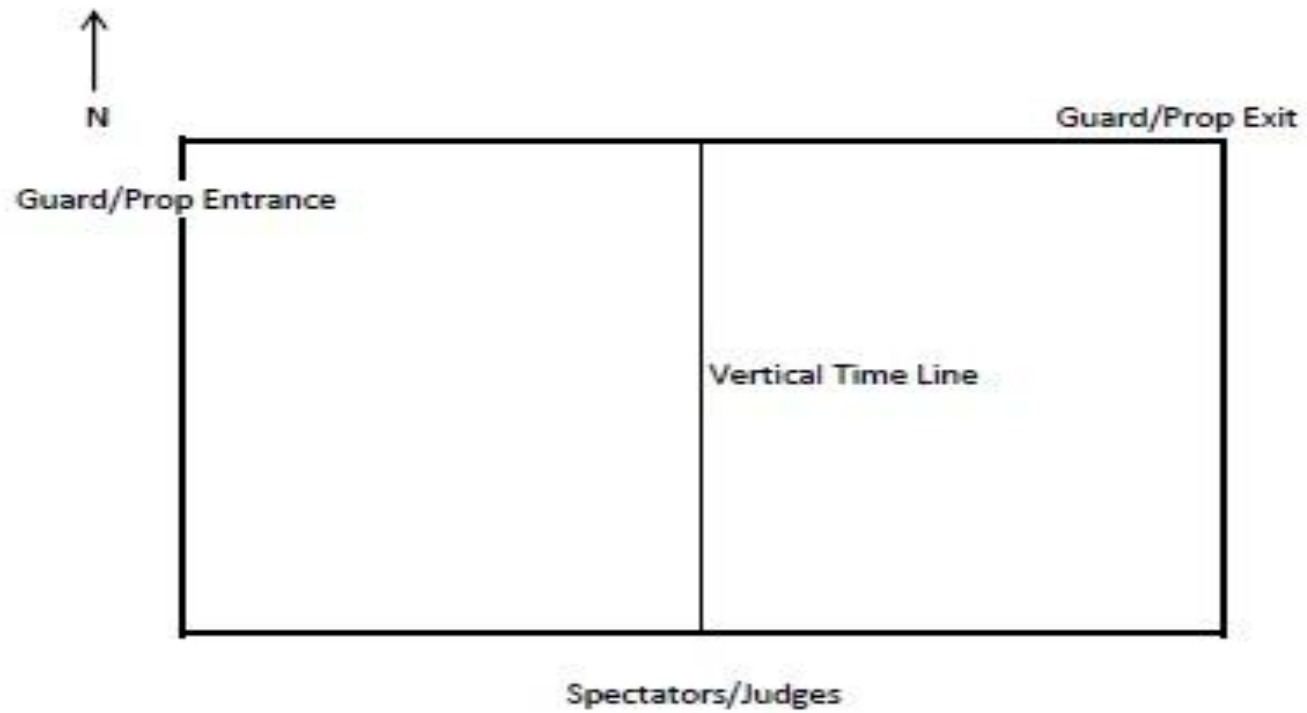 N
Guard/Prop Exit
Guard/Prop Entrance
Vertical Time Line
Spectators/Judges